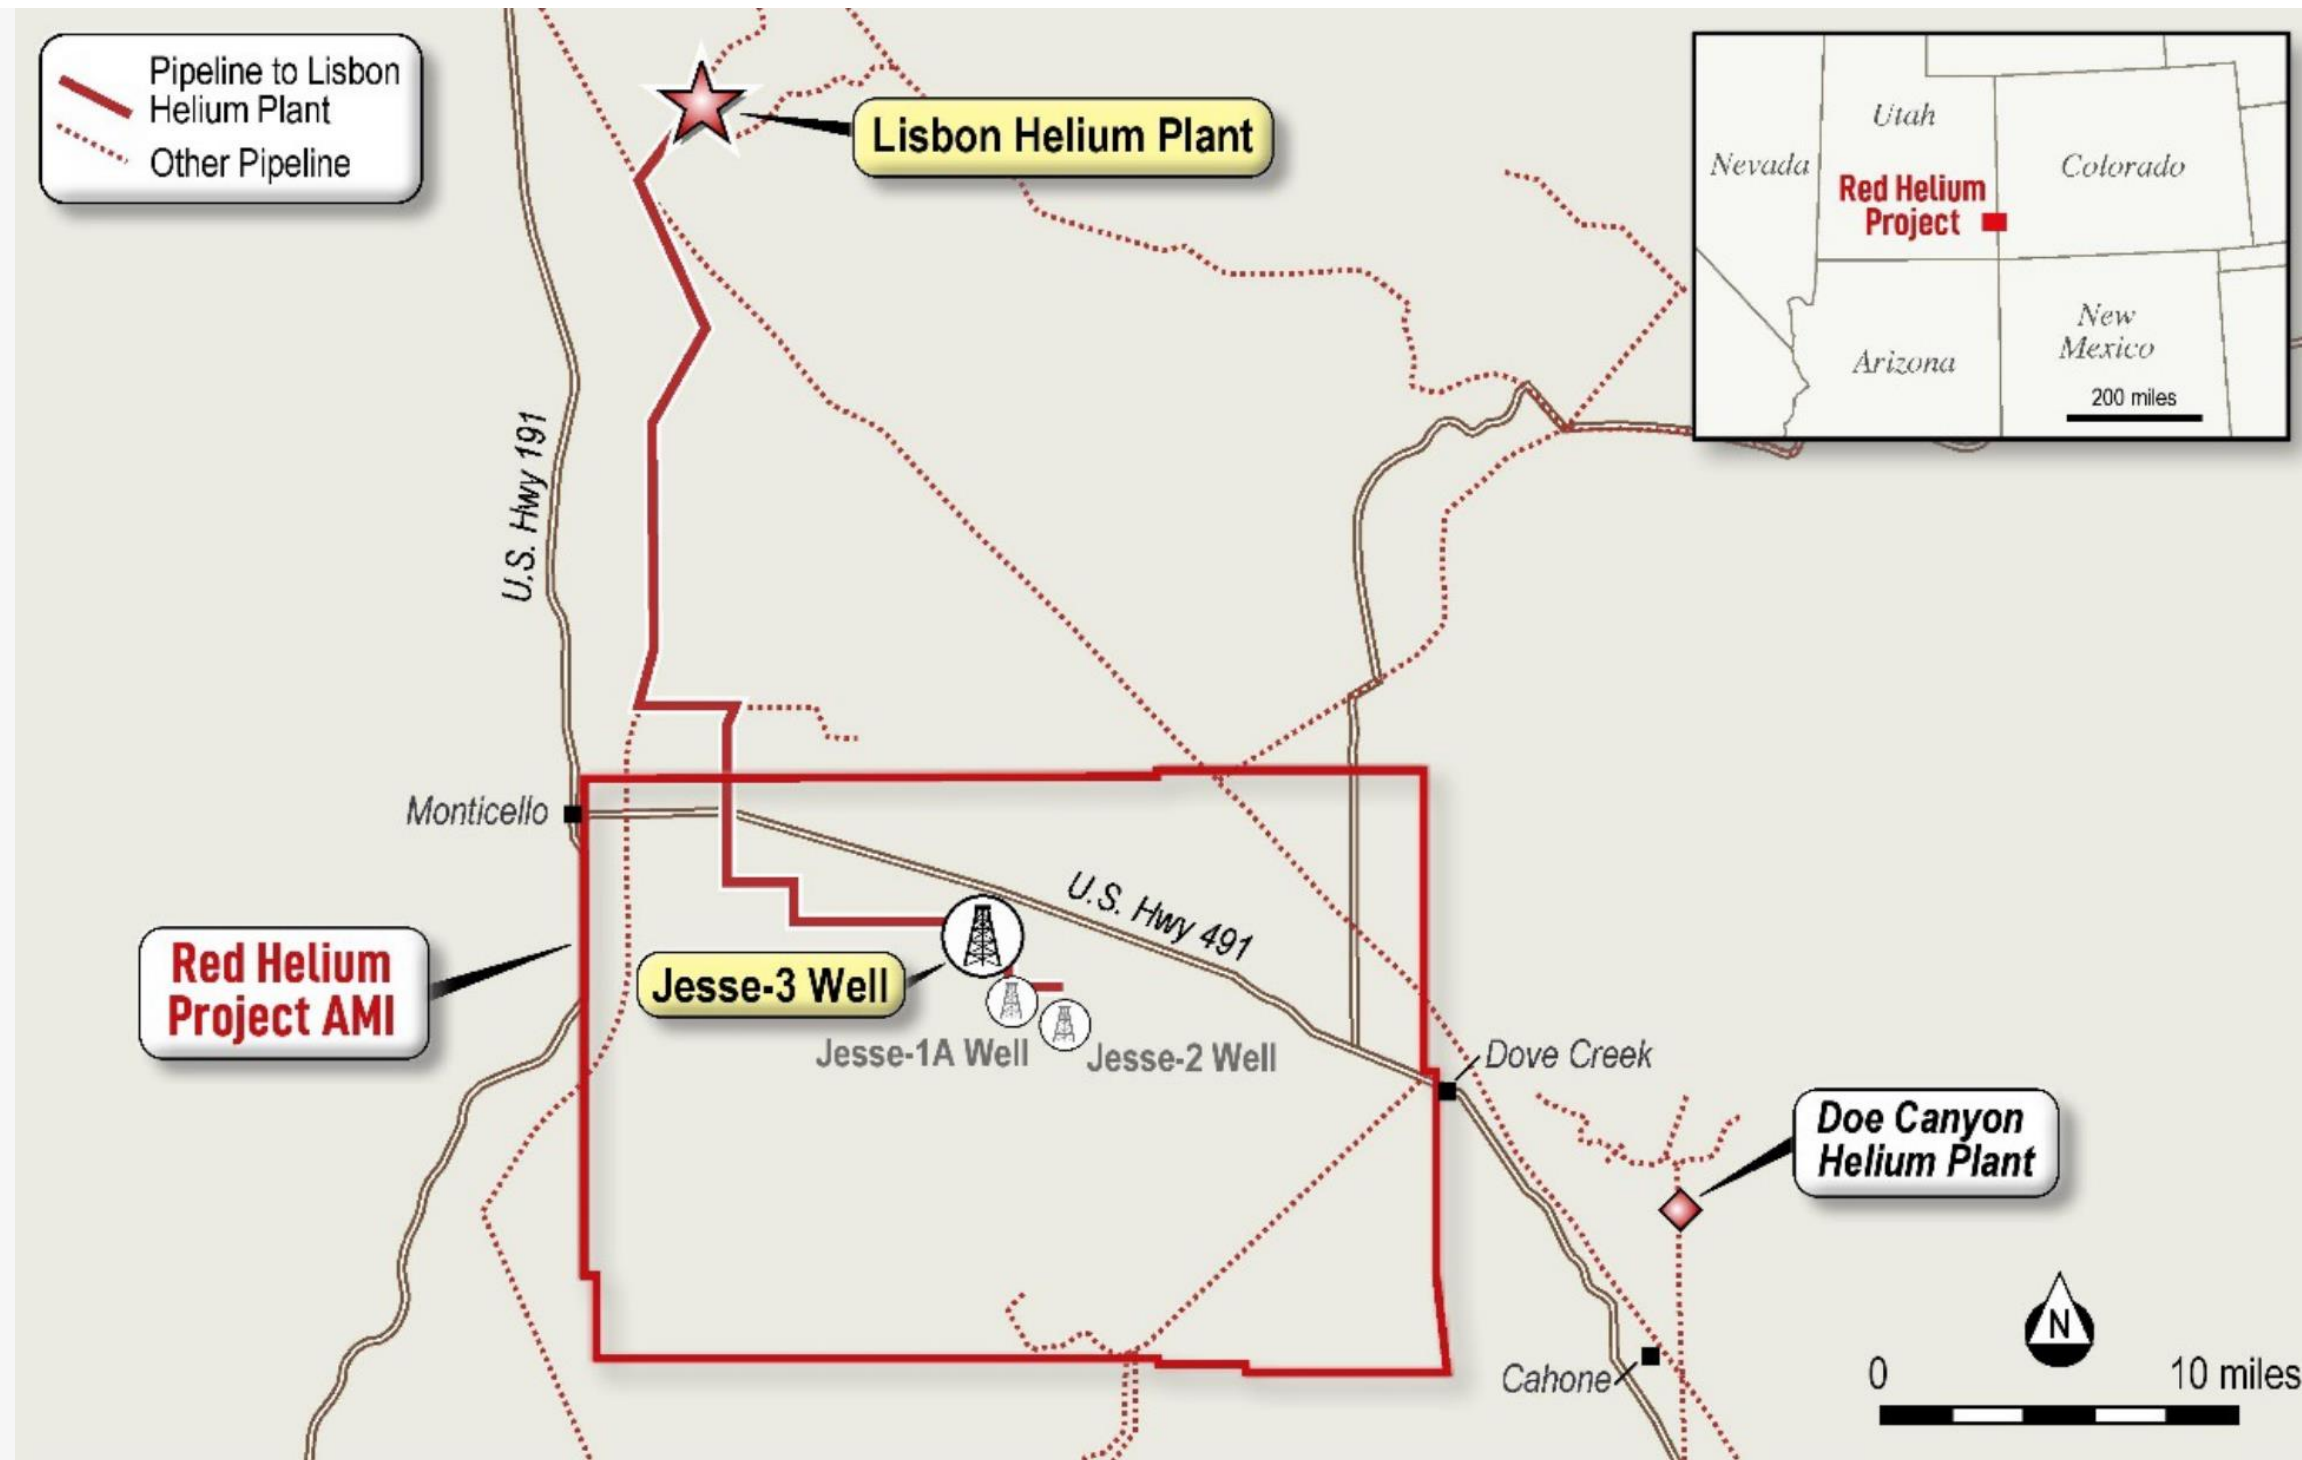 Pipeline to Lisbon
Helium Plant
Other Pipeline
Lisbon Helium Plant
Utah
Nevada
Colorado
Red Helium
Project
New
Mexico
Arizona
200 miles
U.S. Hwy 191
Monticello
U.S. Hwy 491
Red Helium
Project AMI
Jesse-3 Well
Jesse-1A Well
Jesse-2 Well
Dove Creek
Doe Canyon
Helium Plant
N
Cahone
0
10 miles